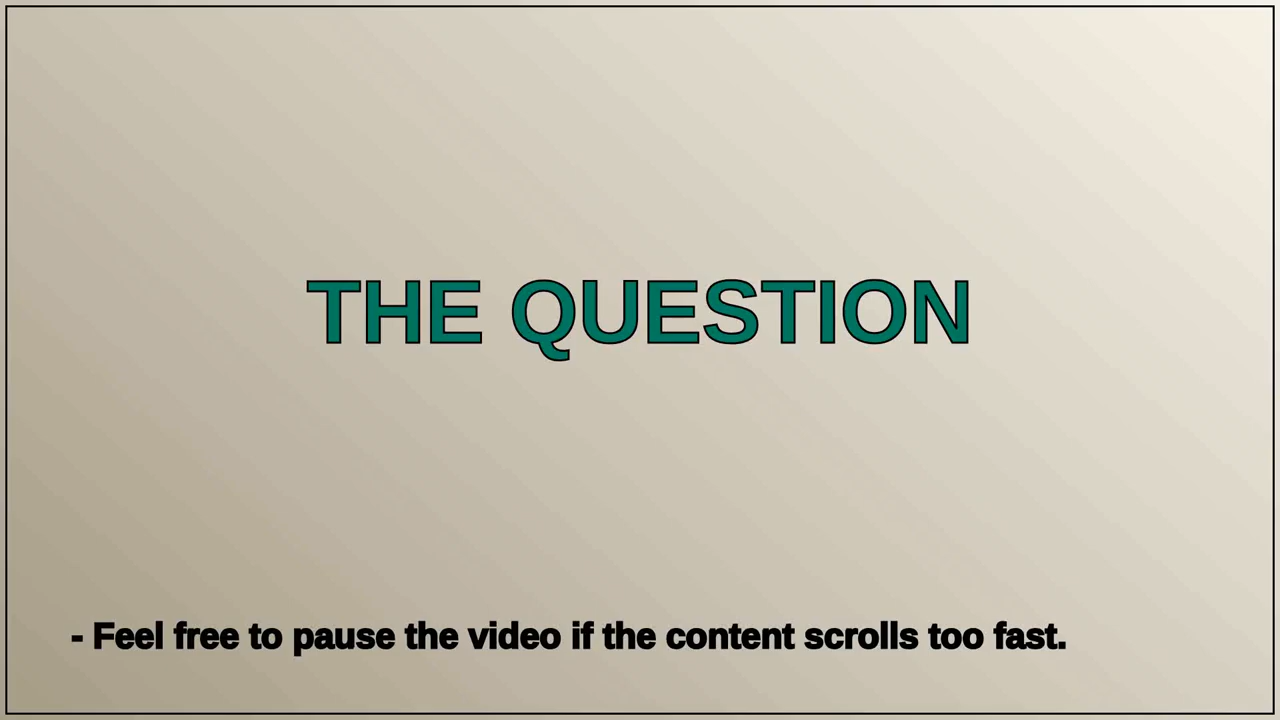 THE QUESTION
- Feel free to pause the video if the content scrolls too fast.